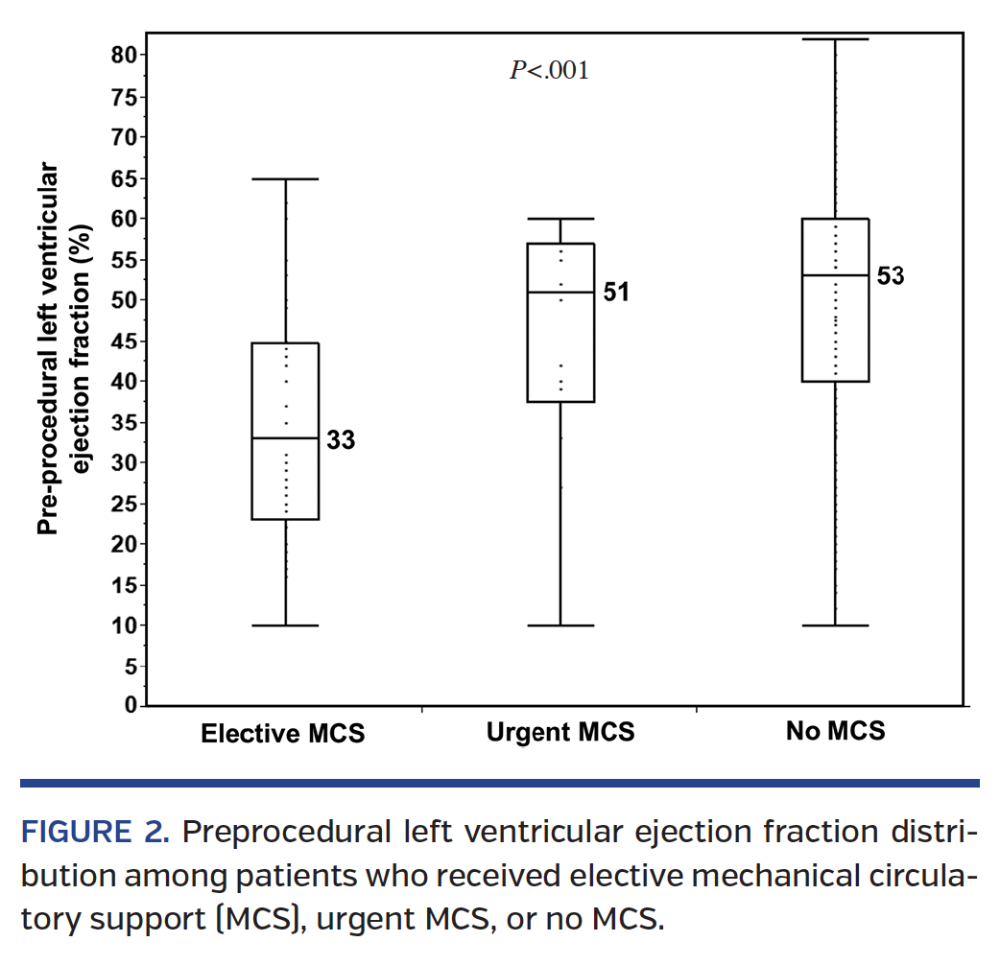 P<.001
Pre-procedural left ventricular
ejection fraction (%)
80
75
70
65
60
55
50
45
40
35
30
25
20
15
10
5
0
33
51
53
Elective MCS
Urgent MCS
No MCS
FIGURE 2. Preprocedural left ventricular ejection fraction distri-
bution among patients who received elective mechanical circula-
tory support (MCS), urgent MCS, or no MCS.